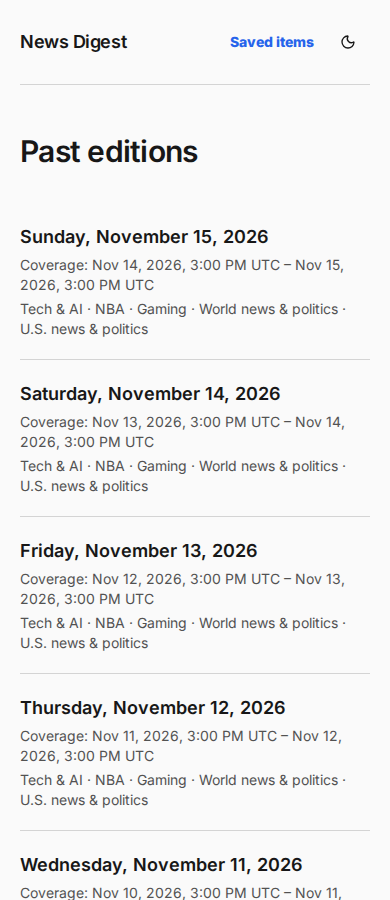 News Digest
Saved items
Past editions
Sunday, November 15, 2026
Coverage: Nov 14, 2026, 3:00 PM UTC – Nov 15,
2026, 3:00 PM UTC
Tech & AI · NBA · Gaming · World news & politics ·
U.S. news & politics
Saturday, November 14, 2026
Coverage: Nov 13, 2026, 3:00 PM UTC – Nov 14,
2026, 3:00 PM UTC
Tech & AI · NBA · Gaming · World news & politics ·
U.S. news & politics
Friday, November 13, 2026
Coverage: Nov 12, 2026, 3:00 PM UTC – Nov 13,
2026, 3:00 PM UTC
Tech & AI · NBA · Gaming · World news & politics ·
U.S. news & politics
Thursday, November 12, 2026
Coverage: Nov 11, 2026, 3:00 PM UTC – Nov 12,
2026, 3:00 PM UTC
Tech & AI · NBA · Gaming · World news & politics ·
U.S. news & politics
Wednesday, November 11, 2026
Coverage: Nov 10, 2026, 3:00 PM UTC – Nov 11,